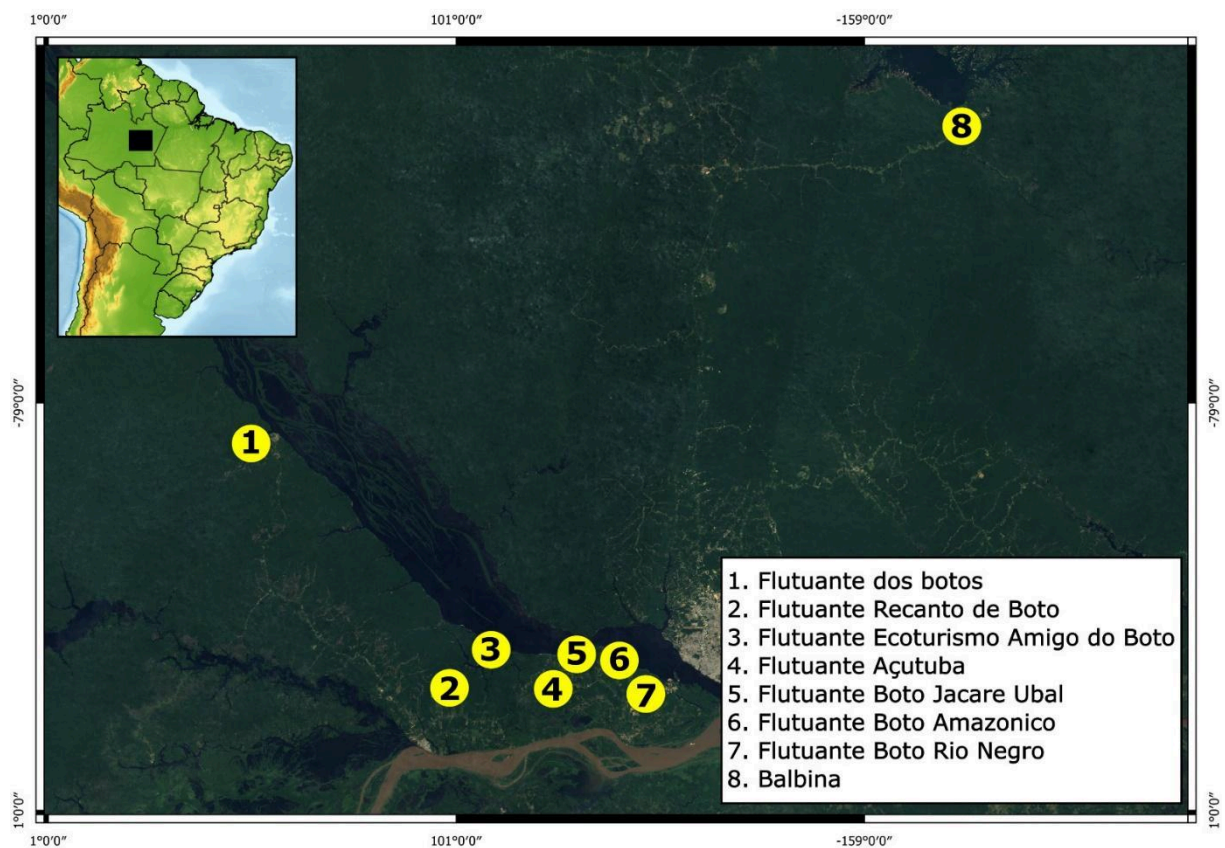 1°0'0″ 101°0'0″ -159°0'0″
8
-79°0'0″ -79°0'0″
1
3 5 6
2 4 7
1. Flutuante dos botos
2. Flutuante Recanto de Boto
3. Flutuante Ecoturismo Amigo do Boto
4. Flutuante Açutuba
5. Flutuante Boto Jacare Ubal
6. Flutuante Boto Amazonico
7. Flutuante Boto Rio Negro
8. Balbina
1°0'0″ 1°0'0″
1°0'0″ 101°0'0″ -159°0'0″